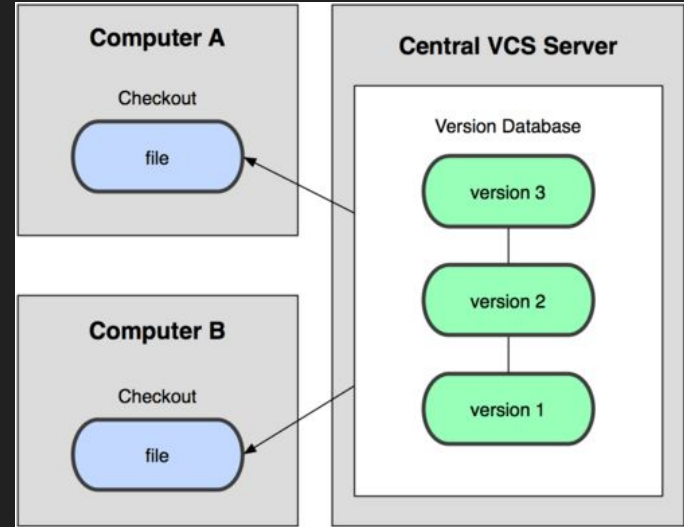 Computer A
Checkout
file
Computer B
Checkout
file
Central VCS Server
Version Database
version 3
version 2
version 1